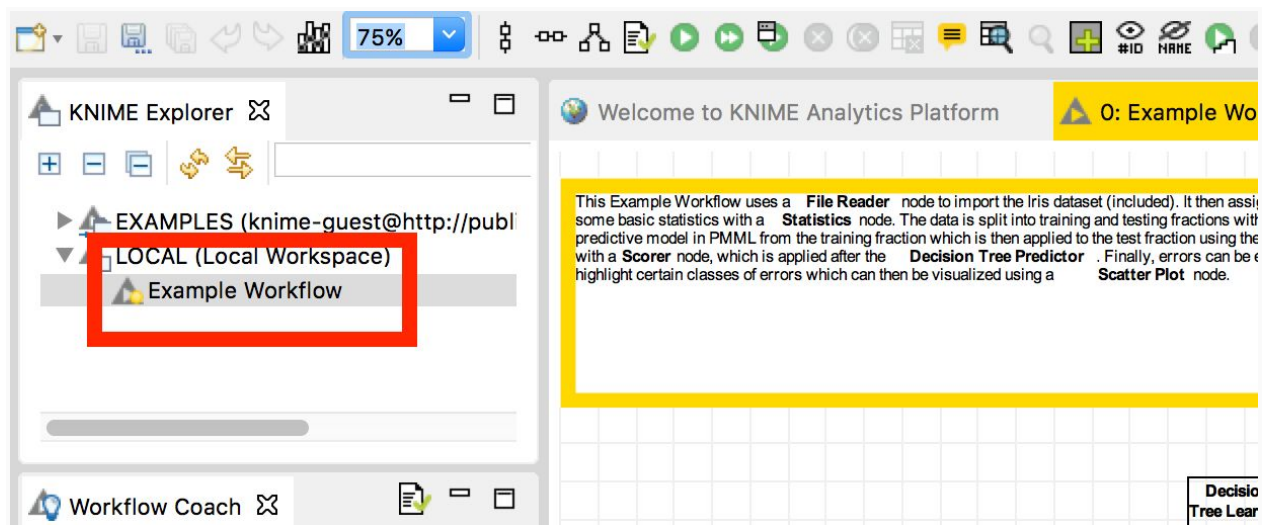 75%
#ID
NAME
KNIME Explorer
EXAMPLES (knime-guest@http://publi
LOCAL (Local Workspace)
Example Workflow
Workflow Coach
Welcome to KNIME Analytics Platform
0: Example Wo
This Example Workflow uses a File Reader node to import the Iris dataset (included). It then assig
some basic statistics with a Statistics node. The data is split into training and testing fractions with
predictive model in PMML from the training fraction which is then applied to the test fraction using the
with a Scorer node, which is applied after the Decision Tree Predictor . Finally, errors can be e
highlight certain classes of errors which can then be visualized using a Scatter Plot node.
Decisio
Tree Lear